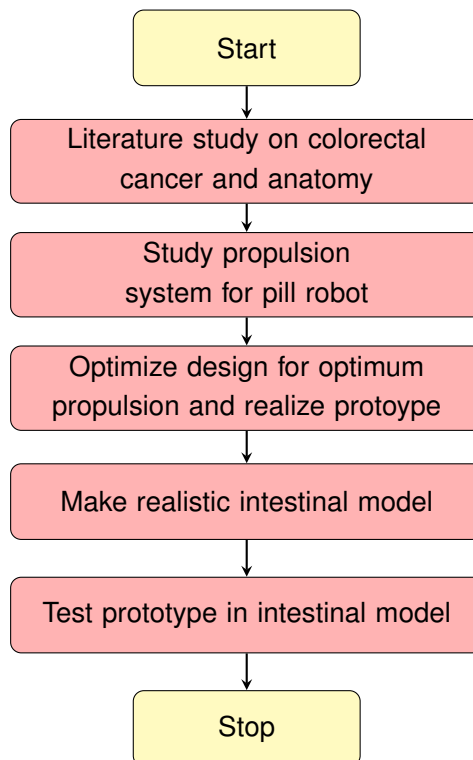 Start
Literature study on colorectal
cancer and anatomy
Study propulsion
system for pill robot
Optimize design for optimum
propulsion and realize protoype
Make realistic intestinal model
Test prototype in intestinal model
Stop